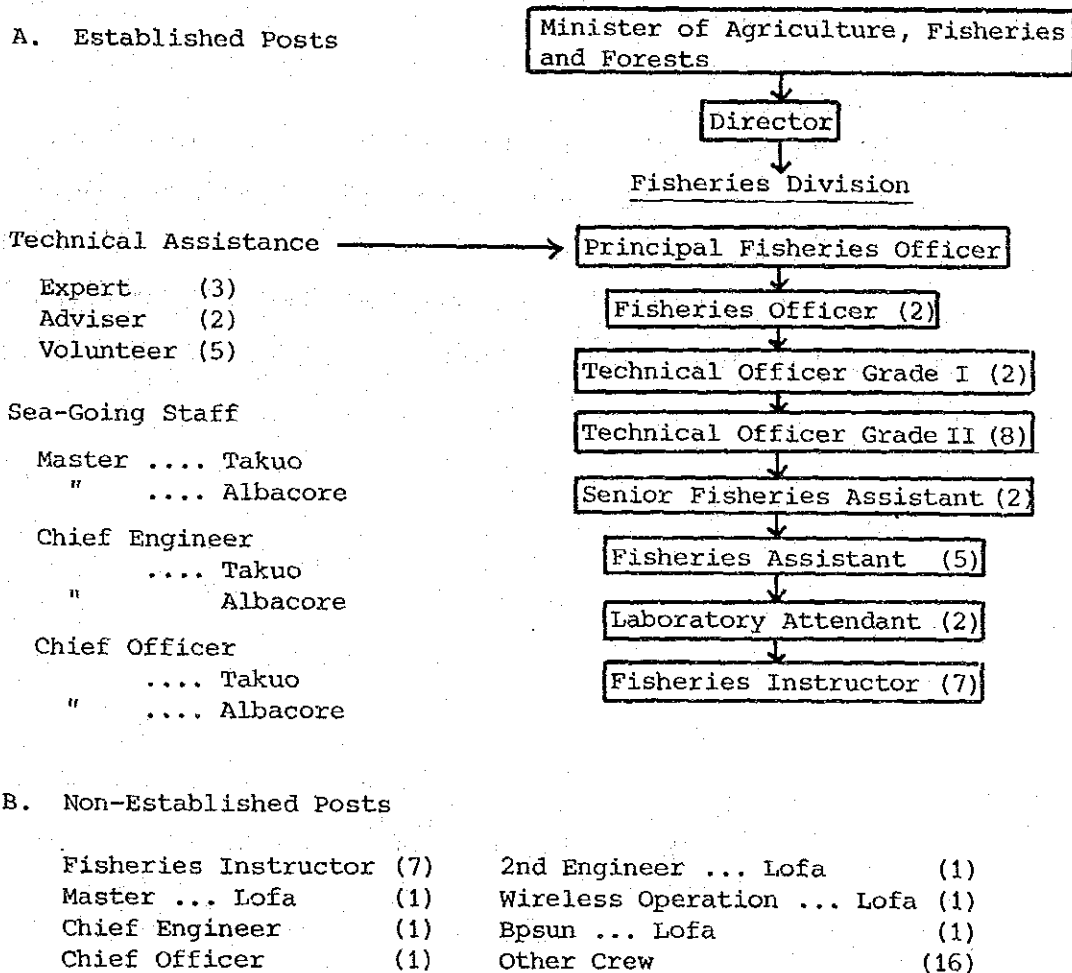 A. Established Posts
Minister of Agriculture, Fisheries
and Forests
Director
Fisheries Division
Technical Assistance
Expert (3)
Adviser (2)
Volunteer (5)
Sea-Going Staff
Master .... Takuo
" .... Albacore
Chief Engineer
.... Takuo
" Albacore
Chief Officer
.... Takuo
" .... Albacore
Principal Fisheries Officer
Fisheries Officer (2)
Technical Officer Grade I (2)
Technical Officer Grade II (8)
Senior Fisheries Assistant (2)
Fisheries Assistant (5)
Laboratory Attendant (2)
Fisheries Instructor (7)
B. Non-Established Posts
Fisheries Instructor (7)
Master ... Lofa (1)
Chief Engineer (1)
Chief Officer (1)
2nd Engineer ... Lofa (1)
Wireless Operation ... Lofa (1)
Bpsun ... Lofa (1)
Other Crew (16)